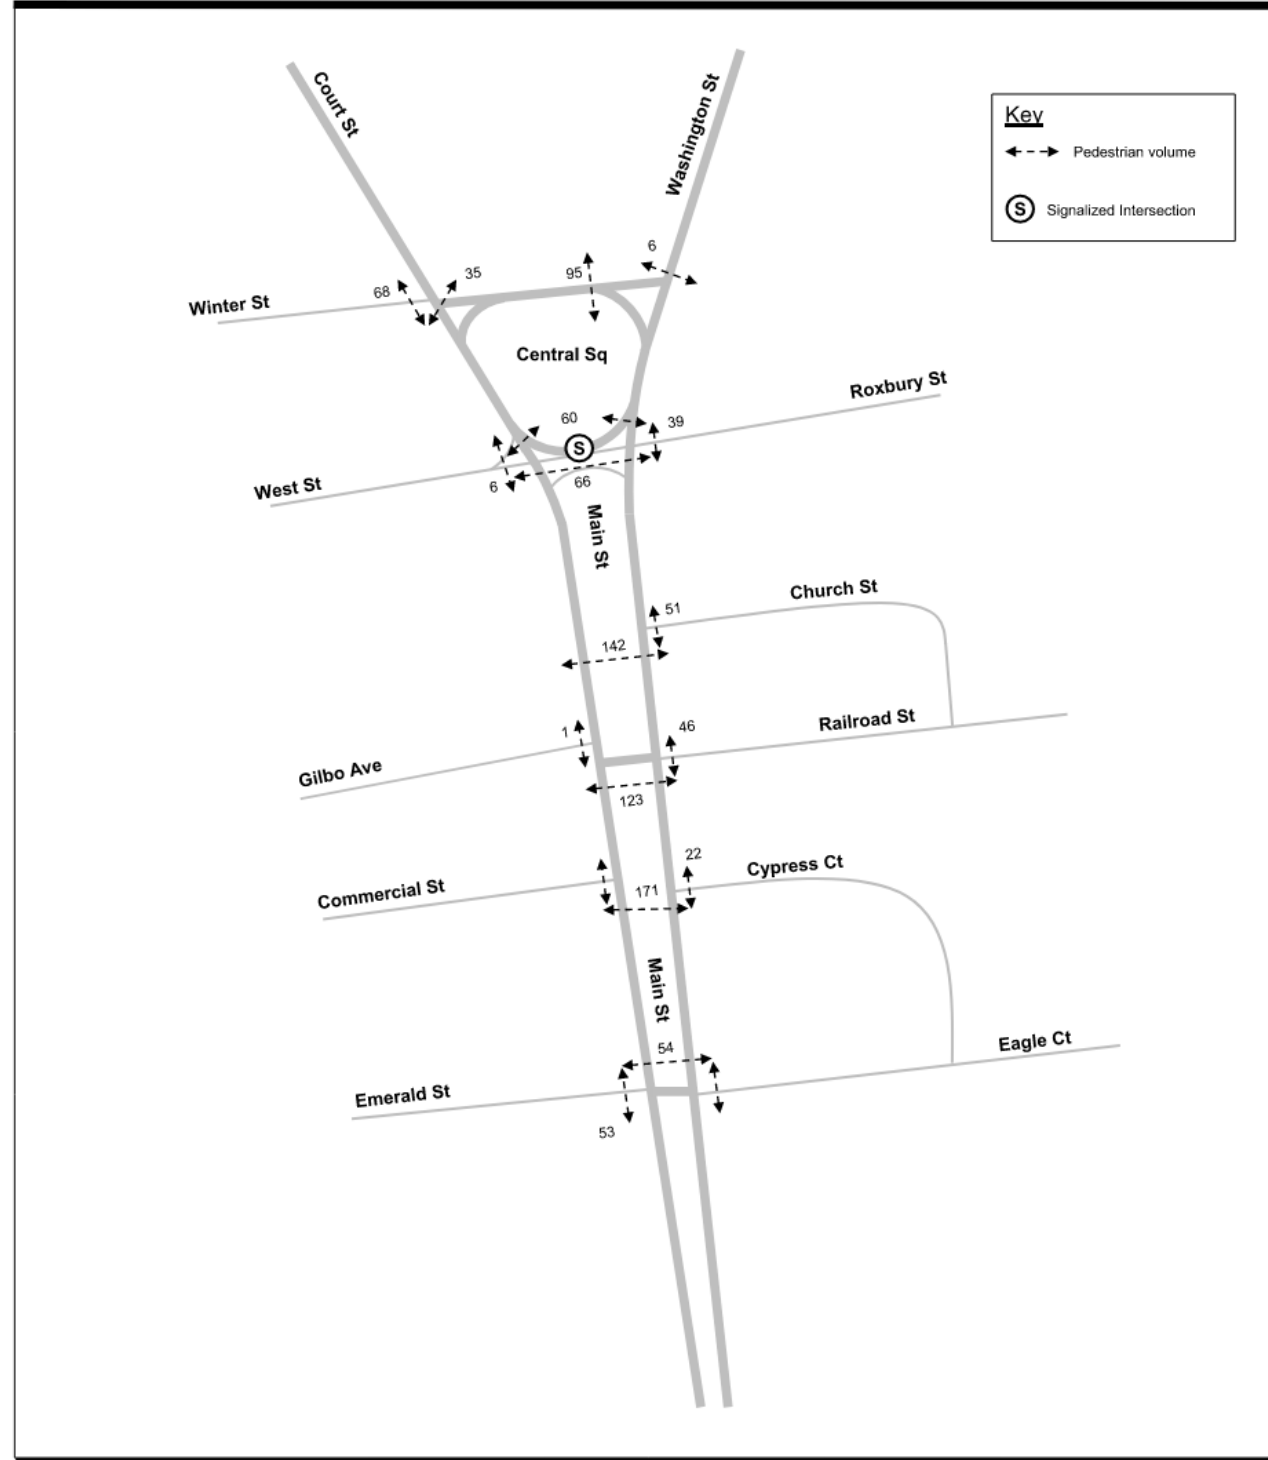 Court St
Washington St
Key
Pedestrian volume
S Signalized Intersection
6
35
95
68
Winter St
Central Sq
Roxbury St
60
39
S
West St
6
66
Main St
Church St
51
142
Railroad St
46
1
Gilbo Ave
123
22
Cypress Ct
171
Commercial St
Main St
Eagle Ct
54
Emerald St
53